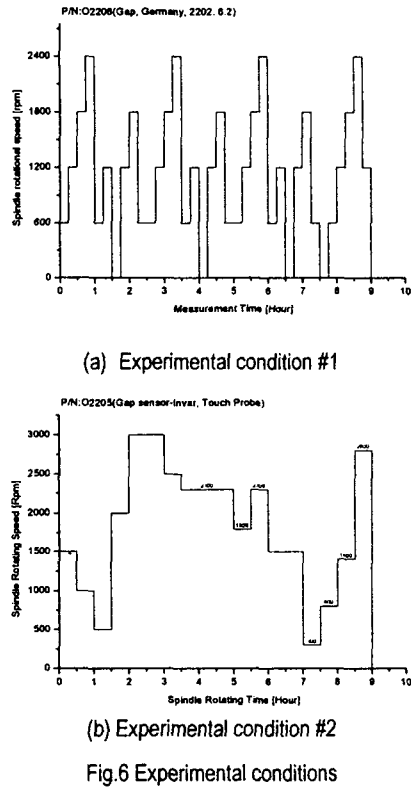 P/N:O2206(Gap, Germany, 2202. 6.2)
Spindle rotational speed [rpm]
2400
1800
1200
600
0
0 1 2 3 4 5 6 7 8 9 10
Measurement Time [Hour]
(a) Experimental condition #1
P/N:O2205(Gap sensor-Invar, Touch Probe)
Spindle Rotating Speed [Rpm]
3000
2500
2000
1500
1000
500
0
0 1 2 3 4 5 6 7 8 9 10
Spindle Rotating Time [Hour]
(b) Experimental condition #2
Fig.6 Experimental conditions